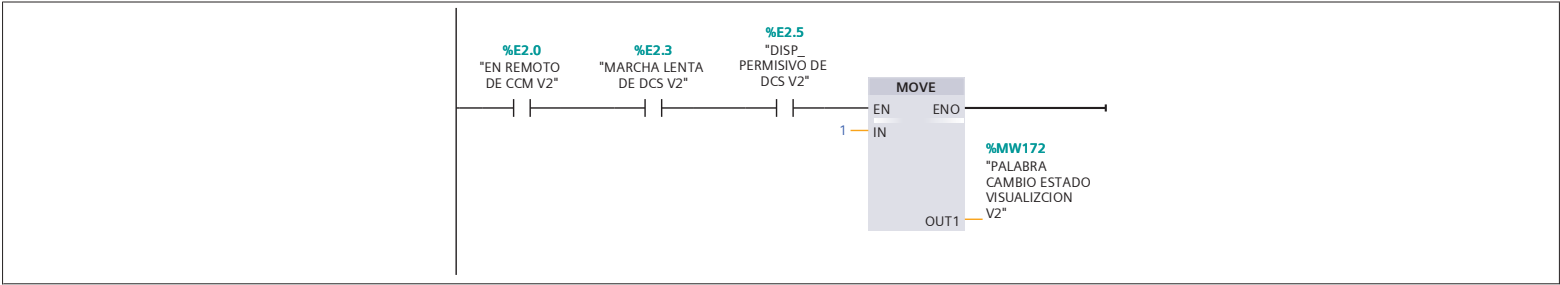 %E2.0
"EN REMOTO
DE CCM V2"
%E2.3
"MARCHA LENTA
DE DCS V2"
%E2.5
"DISP_
PERMISIVO DE
DCS V2"
MOVE
EN
ENO
1
IN
%MW172
"PALABRA
CAMBIO ESTADO
VISUALIZCION
V2"
OUT1